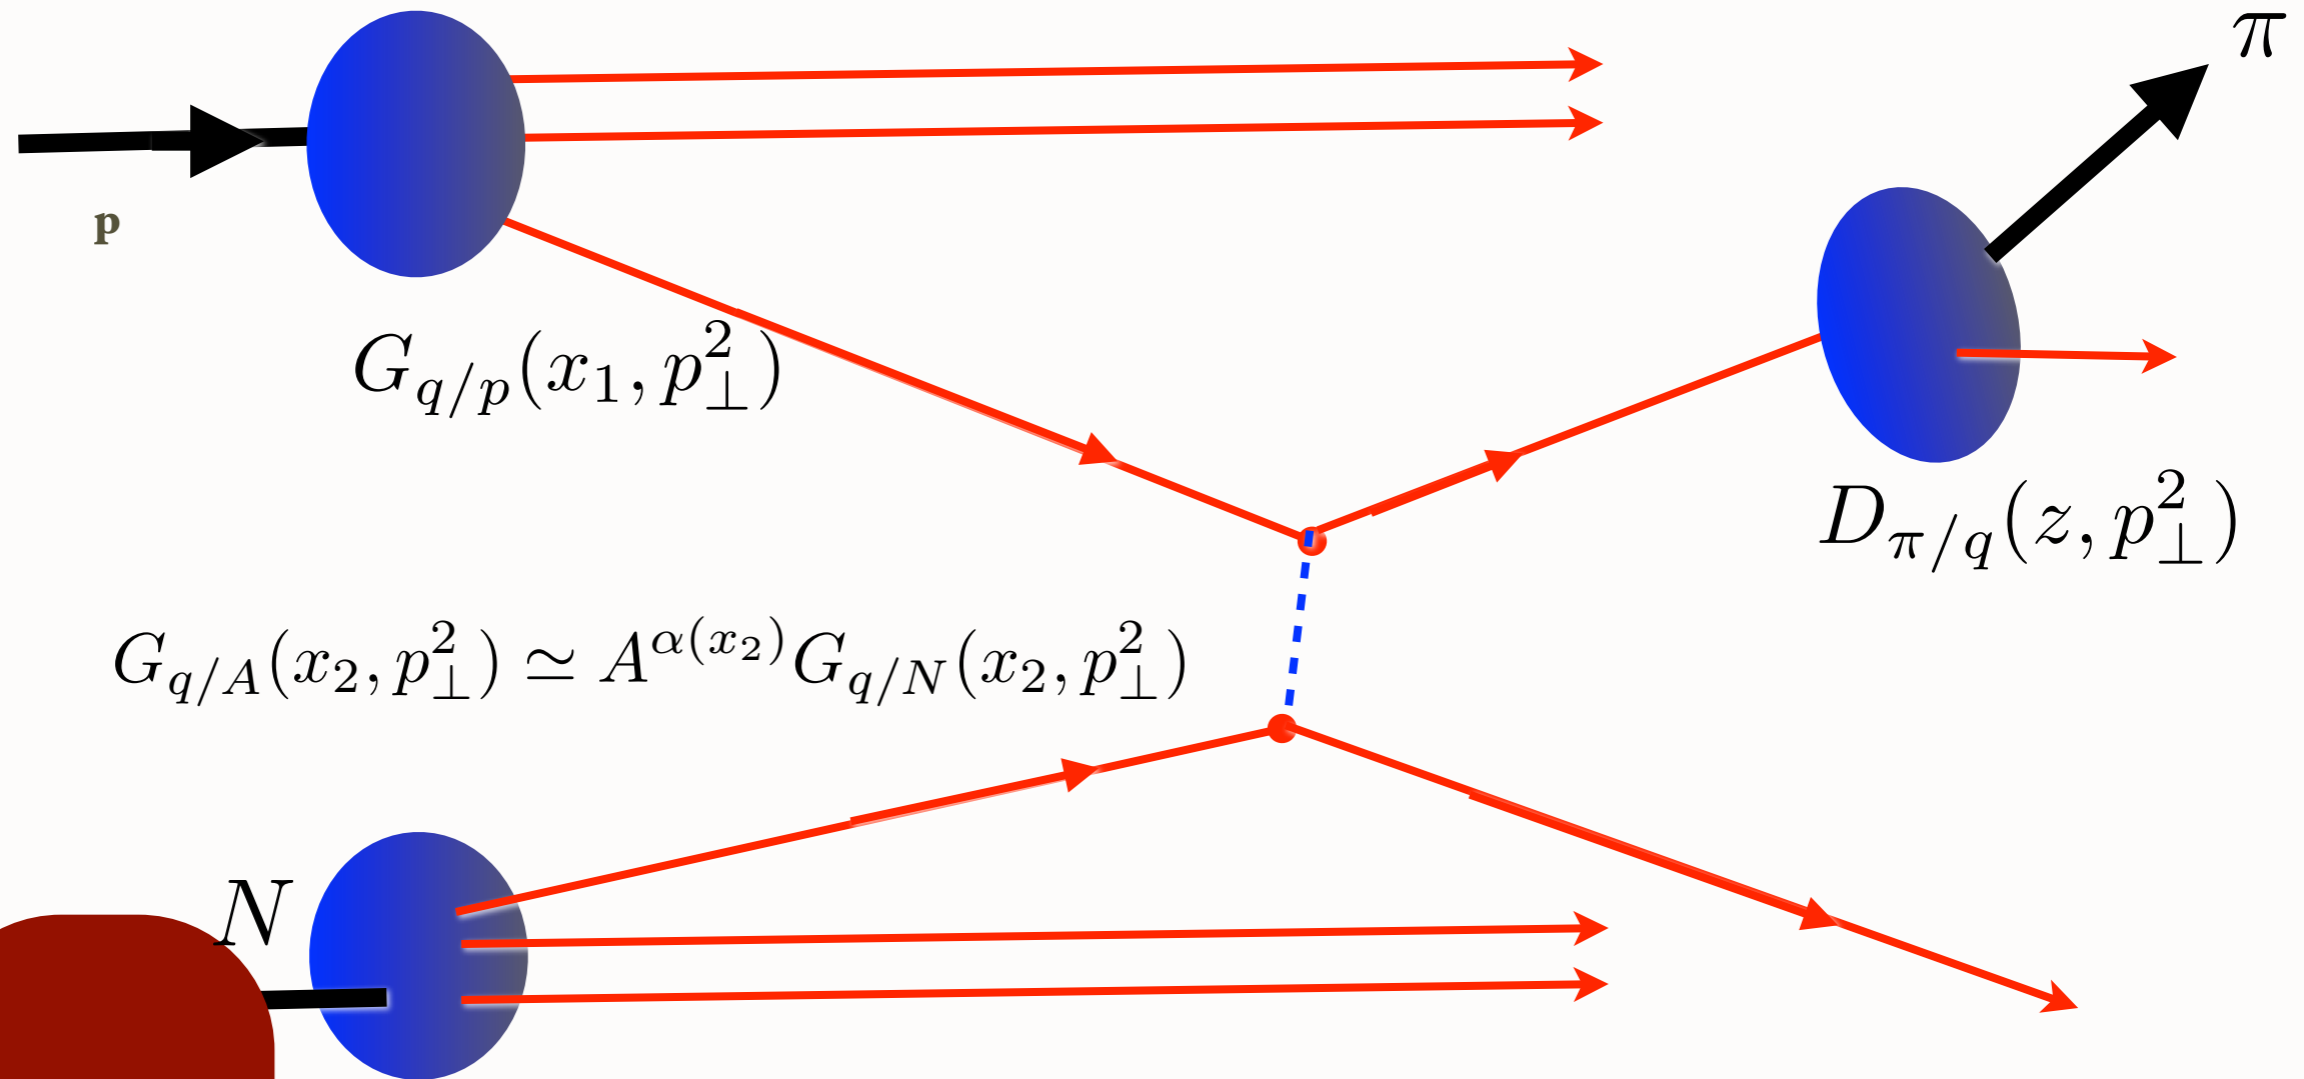 π
p
G_{q/p}(x_1, p_⊥^2)
D_{π/q}(z, p_⊥^2)
G_{q/A}(x_2, p_⊥^2) ≃ A^{α(x_2)} G_{q/N}(x_2, p_⊥^2)
N